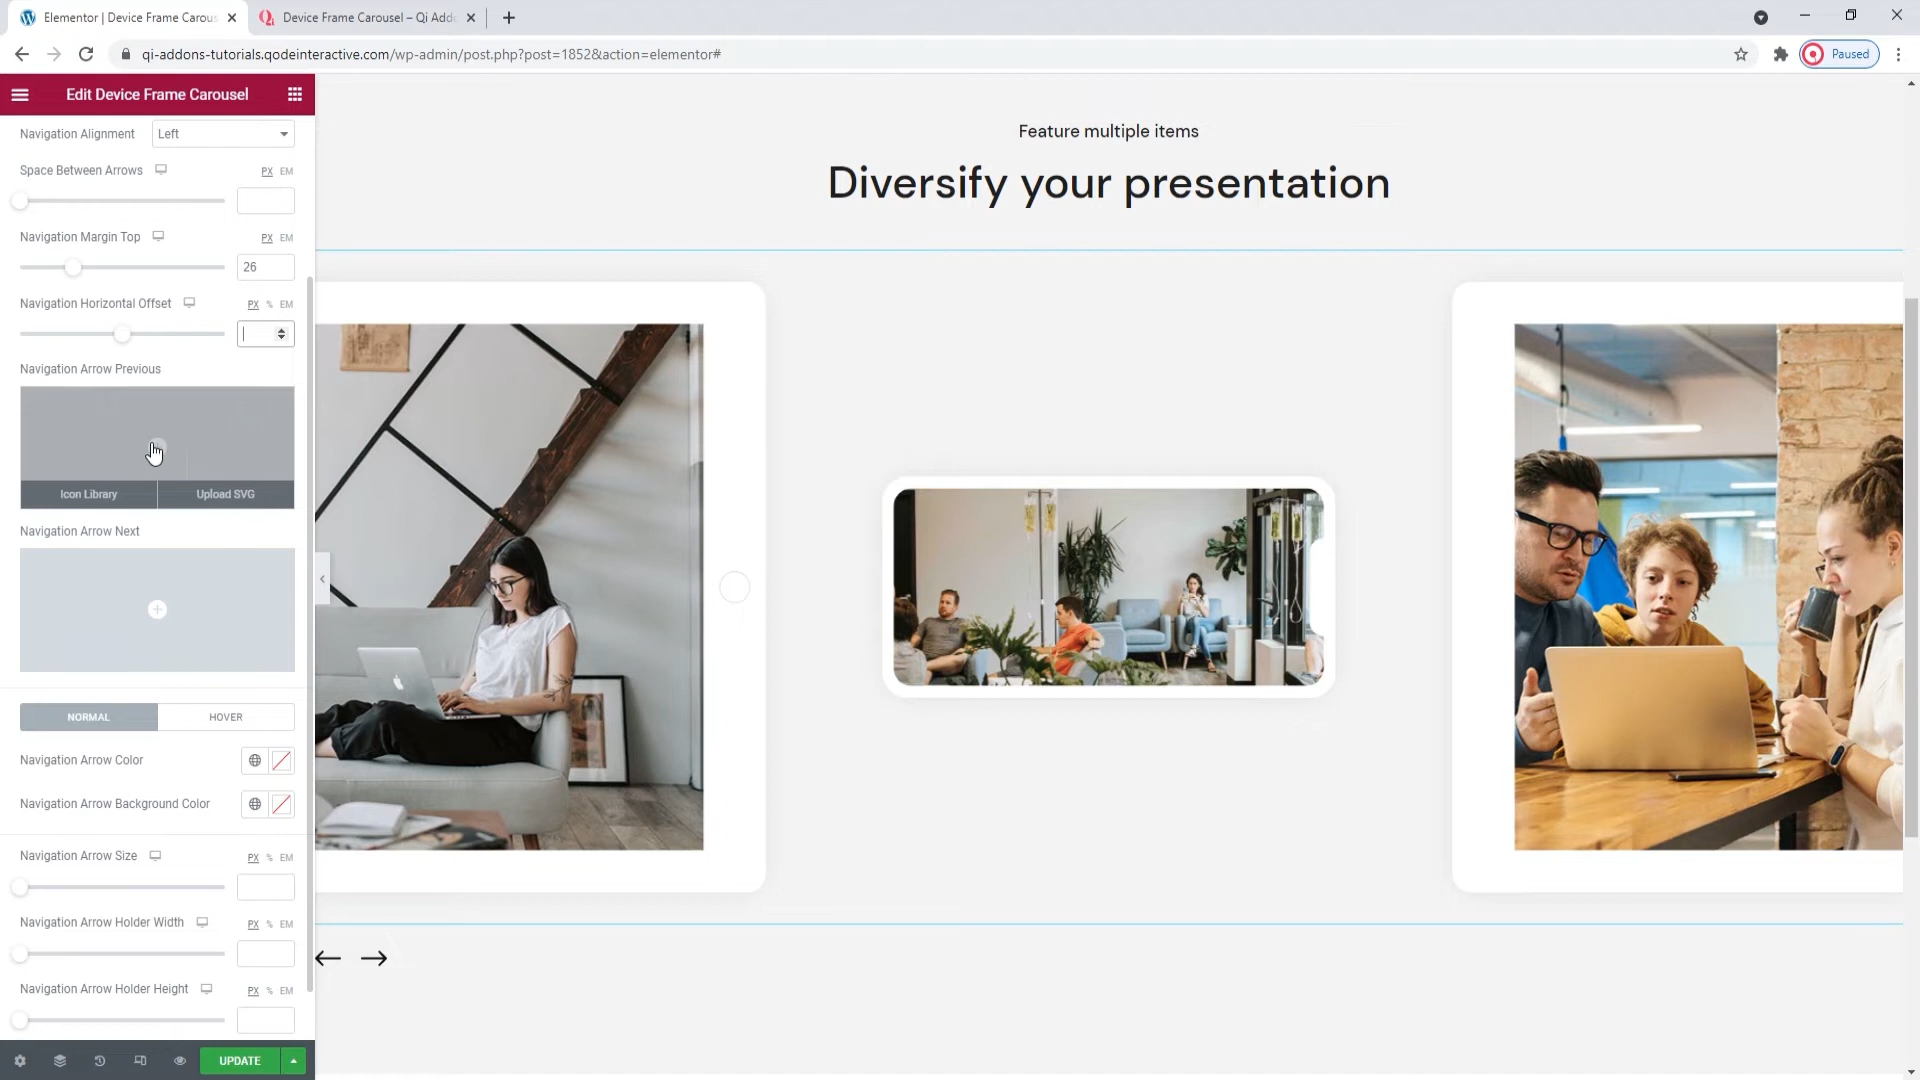 Elementor | Device Frame Carous
Device Frame Carousel – Qi Addo
qi-addons-tutorials.qodeinteractive.com/wp-admin/post.php?post=1852&action=elementor#
Paused
Edit Device Frame Carousel
Navigation Alignment
Left
Space Between Arrows
PX EM
Navigation Margin Top
PX EM
26
Navigation Horizontal Offset
PX % EM
Navigation Arrow Previous
Icon Library
Upload SVG
Navigation Arrow Next
NORMAL
HOVER
Navigation Arrow Color
Navigation Arrow Background Color
Navigation Arrow Size
PX % EM
Navigation Arrow Holder Width
PX % EM
Navigation Arrow Holder Height
PX % EM
UPDATE
Feature multiple items
Diversify your presentation